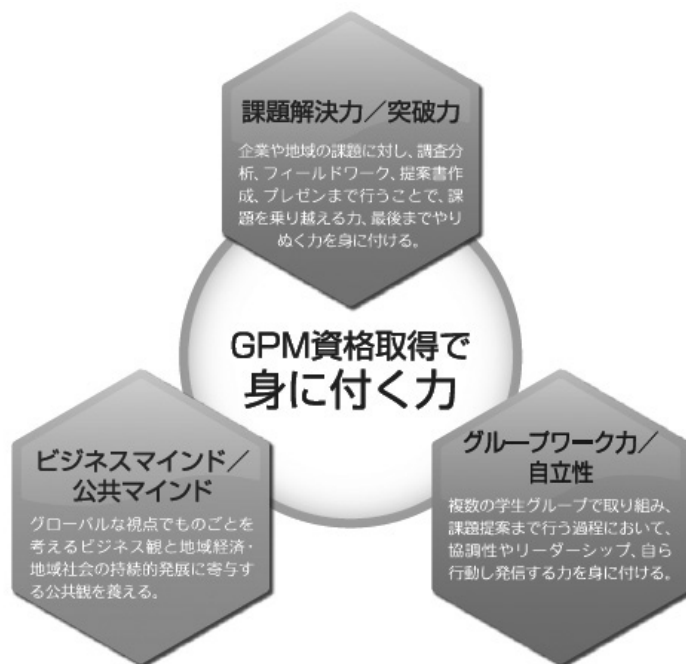 課題解決力／突破力
企業や地域の課題に対し、調査分
析、フィールドワーク、提案書作
成、プレゼンまで行うことで、課
題を乗り越える力、最後までやり
ぬく力を身に付ける。
GPM資格取得で
身に付く力
ビジネスマインド／
公共マインド
グローバルな視点でものごとを
考えるビジネス観と地域経済・
地域社会の持続的発展に寄与す
る公共観を養える。
グループワーク力／
自立性
複数の学生グループで取り組み、
課題提案まで行う過程において、
協調性やリーダーシップ、自ら
行動し発信する力を身に付ける。